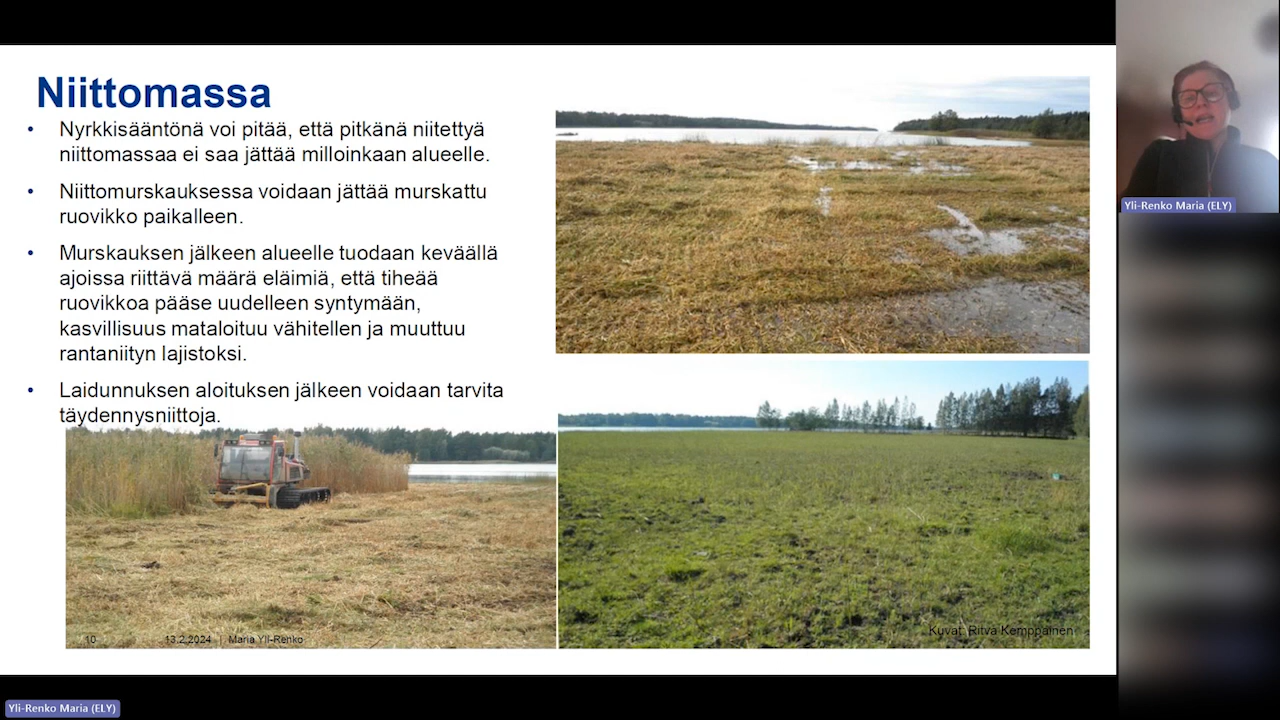 Niittomassa
• Nyrkkisääntönä voi pitää, että pitkänä niitettyä
niittomassaa ei saa jättää milloinkaan alueelle.
• Niittomurskauksessa voidaan jättää murskattu
ruovikko paikalleen.
• Murskauksen jälkeen alueelle tuodaan keväällä
ajoissa riittävä määrä eläimiä, että tiheää
ruovikkoa pääse uudelleen syntymään,
kasvillisuus mataloituu vähitellen ja muuttuu
rantaniityn lajistoksi.
• Laidunnuksen aloituksen jälkeen voidaan tarvita
täydennysniittoja.
10 13.2.2024 | Maria Yli-Renko
Kuvat: Ritva Kemppainen
Yli-Renko Maria (ELY)
Yli-Renko Maria (ELY)